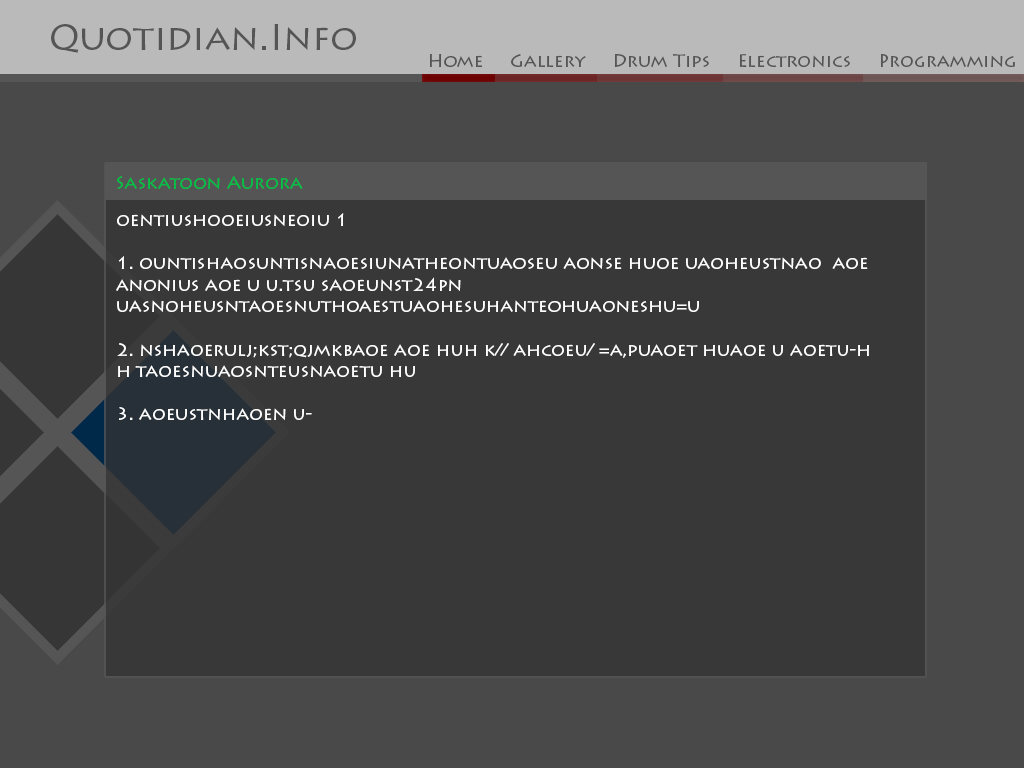 Quotidian.Info
Home Gallery Drum Tips Electronics Programming
Saskatoon Aurora
OENTIUSHOOEIUSNEOIU 1
1. OUNTISHAOSUNTISNAOESIUNATHEONTUAOSEU AONSE HUOE UAOHEUSTNAO  AOE
ANONIUS AOE U U.TSU SAOEUNST24PN
UASNOHEUSNTAOESNUTHOAESTUAOHESUHANTEOHUAONESHU=U
2. NSHAOERULJ;KST;QJMKBAOE AOE HUH K// AHCOEU/ =A,PUAOET HUAOE U AOETU-H
H TAOESNUAOSNTEUSNAOETU HU
3. AOEUSTNHAOEN U-